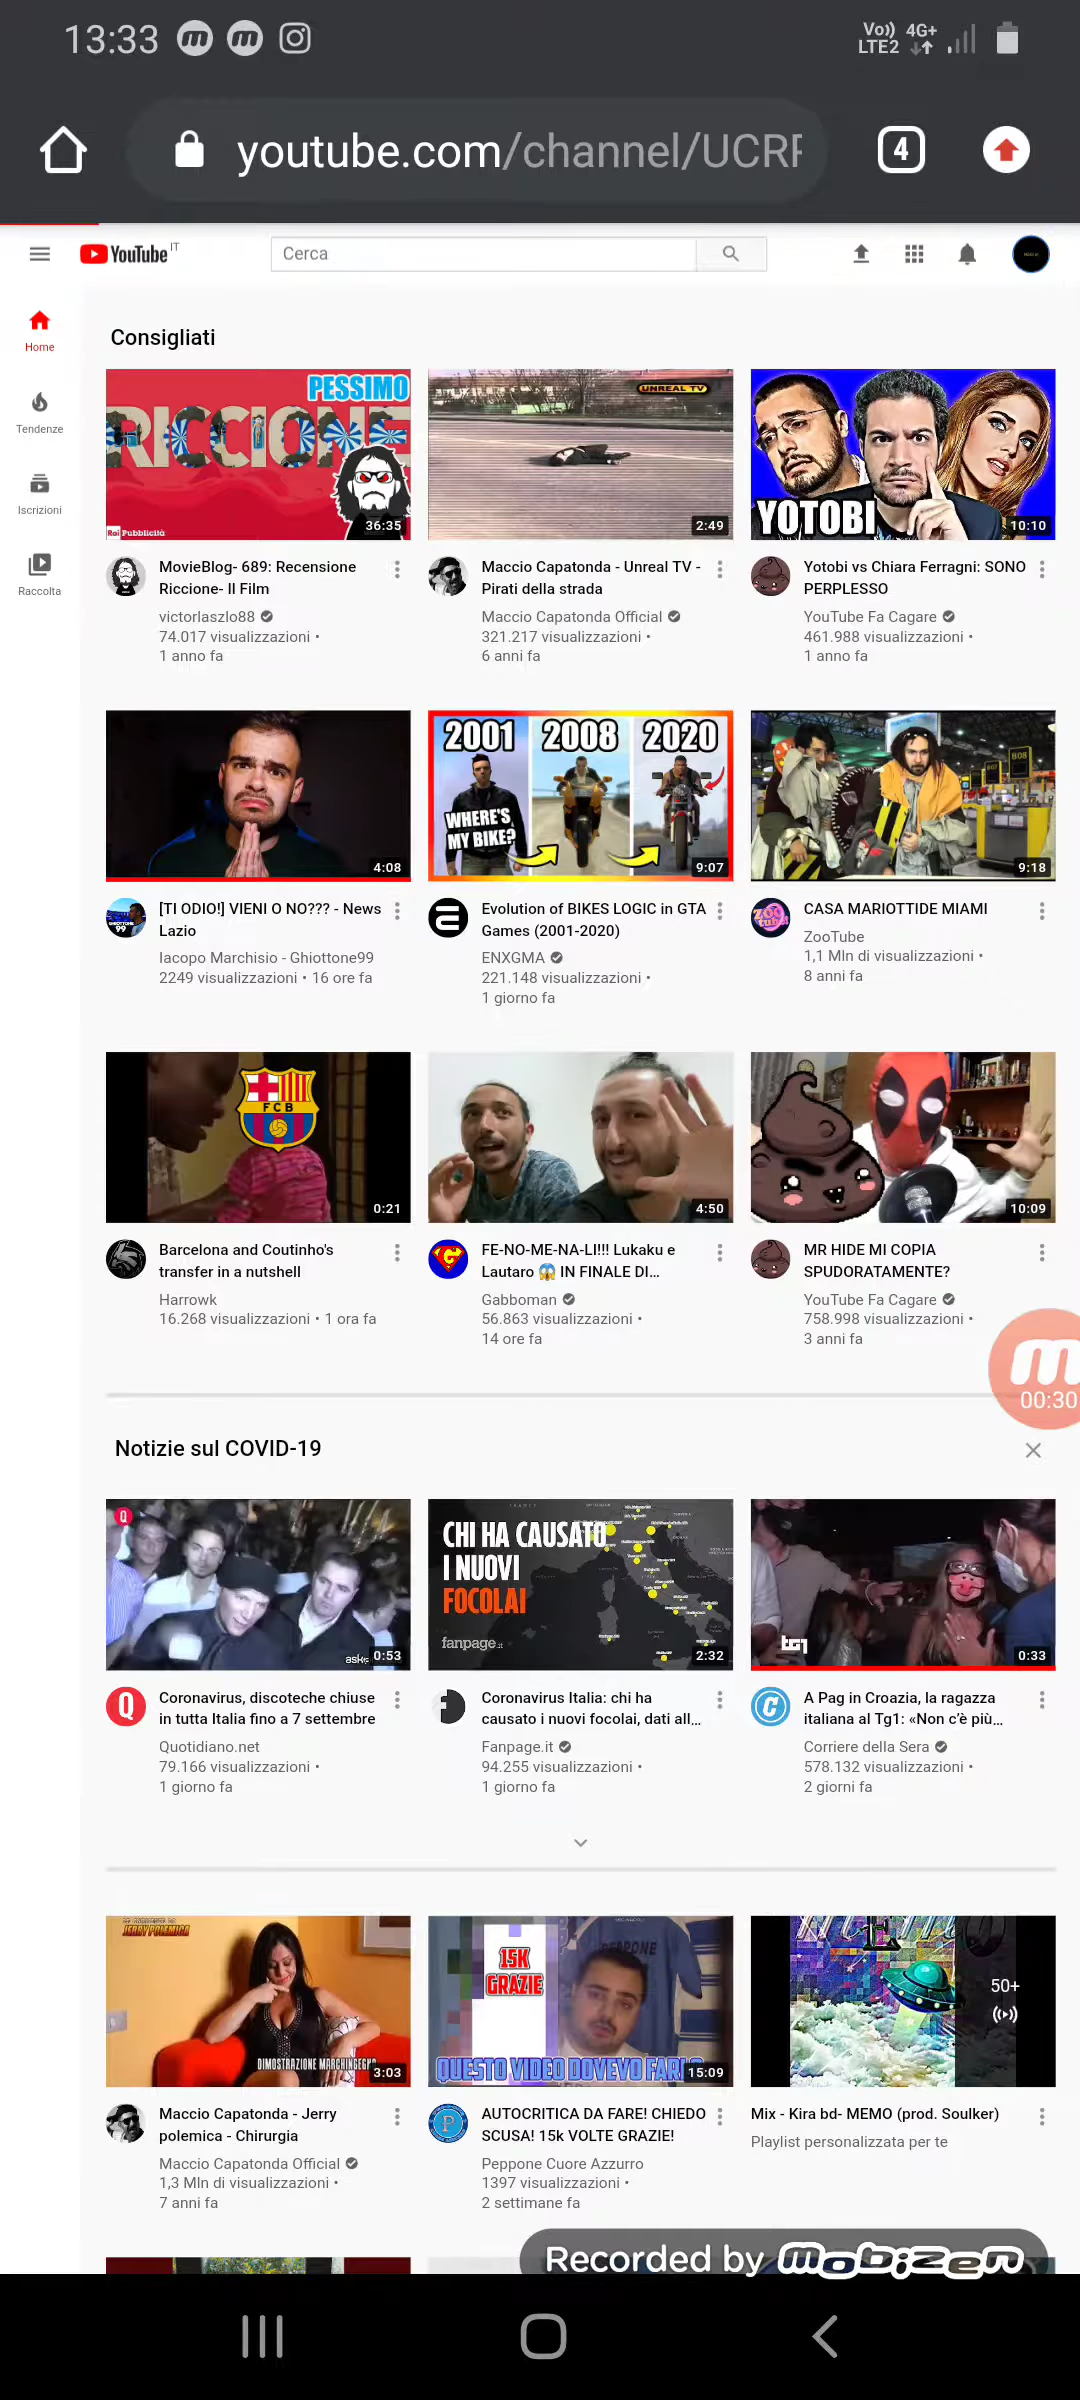 13:33
Vo)) LTE2 4G+
youtube.com/channel/UCRF
4
YouTube IT
Cerca
Home
Tendenze
Iscrizioni
Raccolta
Consigliati
PESSIMO
RICCIONE
Rai Pubblicità
36:35
UNREAL TV
2:49
YOTOBI
10:10
MovieBlog- 689: Recensione
Riccione- Il Film
victorlaszlo88
74.017 visualizzazioni •
1 anno fa
Maccio Capatonda - Unreal TV -
Pirati della strada
Maccio Capatonda Official
321.217 visualizzazioni •
6 anni fa
Yotobi vs Chiara Ferragni: SONO
PERPLESSO
YouTube Fa Cagare
461.988 visualizzazioni •
1 anno fa
4:08
2001 2008 2020
WHERE'S
MY BIKE?
9:07
808
9:18
GHIOTTONE
99
[TI ODIO!] VIENI O NO??? - News
Lazio
Iacopo Marchisio - Ghiottone99
2249 visualizzazioni • 16 ore fa
Evolution of BIKES LOGIC in GTA
Games (2001-2020)
ENXGMA
221.148 visualizzazioni •
1 giorno fa
ZOO
tube!
CASA MARIOTTIDE MIAMI
ZooTube
1,1 Mln di visualizzazioni •
8 anni fa
FCB
0:21
4:50
10:09
Barcelona and Coutinho's
transfer in a nutshell
Harrowk
16.268 visualizzazioni • 1 ora fa
FE-NO-ME-NA-LI!!! Lukaku e
Lautaro 😱 IN FINALE DI...
Gabboman
56.863 visualizzazioni •
14 ore fa
MR HIDE MI COPIA
SPUDORATAMENTE?
YouTube Fa Cagare
758.998 visualizzazioni •
3 anni fa
m
00:30
Notizie sul COVID-19
Q
0:53
CHI HA CAUSATO
I NUOVI
FOCOLAI
fanpage.it
2:32
tg1
0:33
Q
Coronavirus, discoteche chiuse
in tutta Italia fino a 7 settembre
Quotidiano.net
79.166 visualizzazioni •
1 giorno fa
Coronavirus Italia: chi ha
causato i nuovi focolai, dati all...
Fanpage.it
94.255 visualizzazioni •
1 giorno fa
C
A Pag in Croazia, la ragazza
italiana al Tg1: «Non c'è più...
Corriere della Sera
578.132 visualizzazioni •
2 giorni fa
JERRY POLEMICA
DIMOSTRAZIONE MARCHINGEGNO
3:03
15K
GRAZIE
PEPPONE
QUESTO VIDEO DOVEVO FARLO
15:09
50+
Maccio Capatonda - Jerry
polemica - Chirurgia
Maccio Capatonda Official
1,3 Mln di visualizzazioni •
7 anni fa
P
AUTOCRITICA DA FARE! CHIEDO
SCUSA! 15k VOLTE GRAZIE!
Peppone Cuore Azzurro
1397 visualizzazioni •
2 settimane fa
Mix - Kira bd- MEMO (prod. Soulker)
Playlist personalizzata per te
Recorded by mobizen